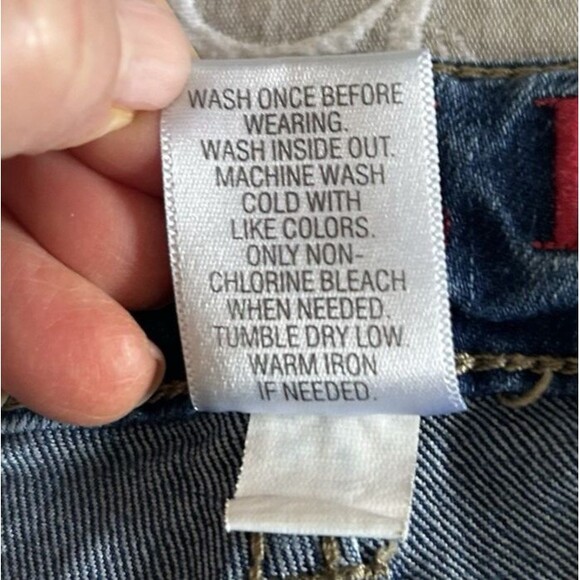 WASH ONCE BEFORE
WEARING.
WASH INSIDE OUT.
MACHINE WASH
COLD WITH
LIKE COLORS.
ONLY NON-
CHLORINE BLEACH
WHEN NEEDED.
TUMBLE DRY LOW.
WARM IRON
IF NEEDED.